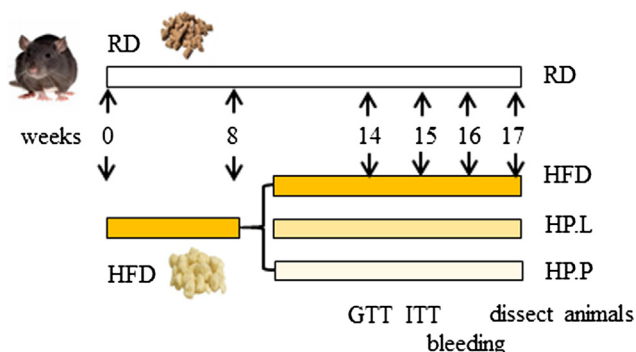 RD
RD
weeks 0 8 14 15 16 17
HFD
HP.L
HFD
HP.P
GTT ITT dissect animals
bleeding